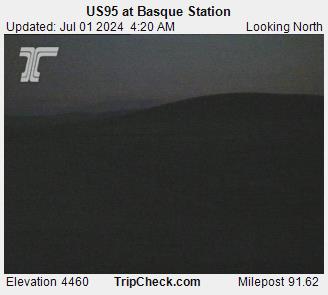 US95 at Basque Station
Updated: Jul 01 2024 4:20 AM Looking North
Elevation 4460 TripCheck.com Milepost 91.62